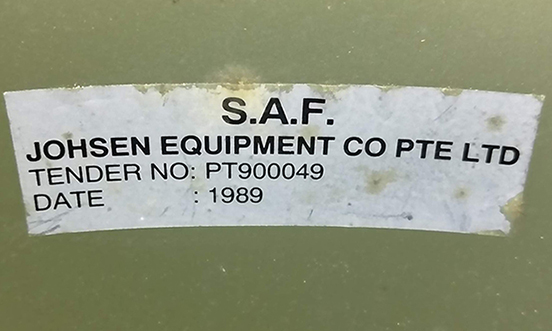 S.A.F.
JOHSEN EQUIPMENT CO PTE LTD
TENDER NO: PT900049
DATE : 1989